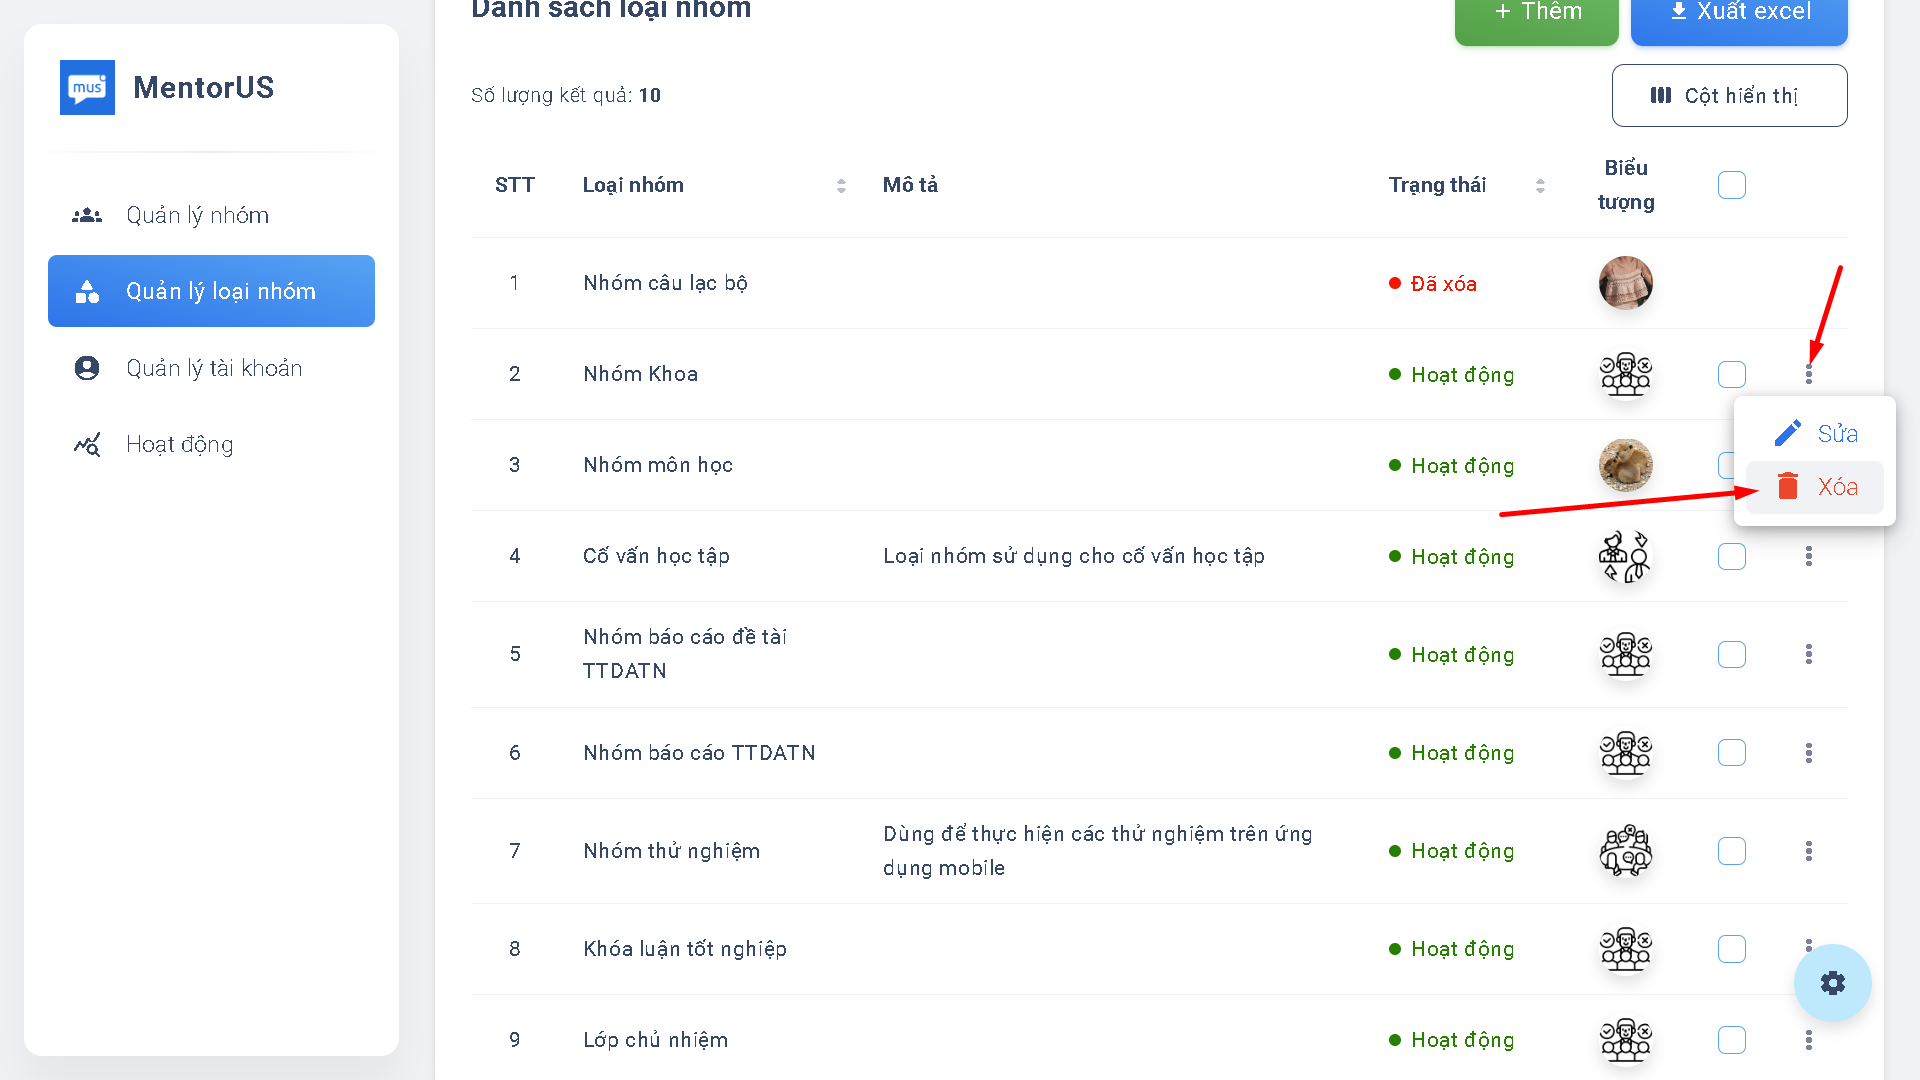 Danh sách loại nhóm
+ Thêm
Xuất excel
mus
MentorUS
Số lượng kết quả: 10
Cột hiển thị
Quản lý nhóm
Quản lý loại nhóm
Quản lý tài khoản
Hoạt động
STT
Loại nhóm
Mô tả
Trạng thái
Biểu
tượng
1
Nhóm câu lạc bộ
Đã xóa
2
Nhóm Khoa
Hoạt động
Sửa
3
Nhóm môn học
Hoạt động
Xóa
4
Cố vấn học tập
Loại nhóm sử dụng cho cố vấn học tập
Hoạt động
5
Nhóm báo cáo đề tài
TTDATN
Hoạt động
6
Nhóm báo cáo TTDATN
Hoạt động
7
Nhóm thử nghiệm
Dùng để thực hiện các thử nghiệm trên ứng
dụng mobile
Hoạt động
8
Khóa luận tốt nghiệp
Hoạt động
9
Lớp chủ nhiệm
Hoạt động